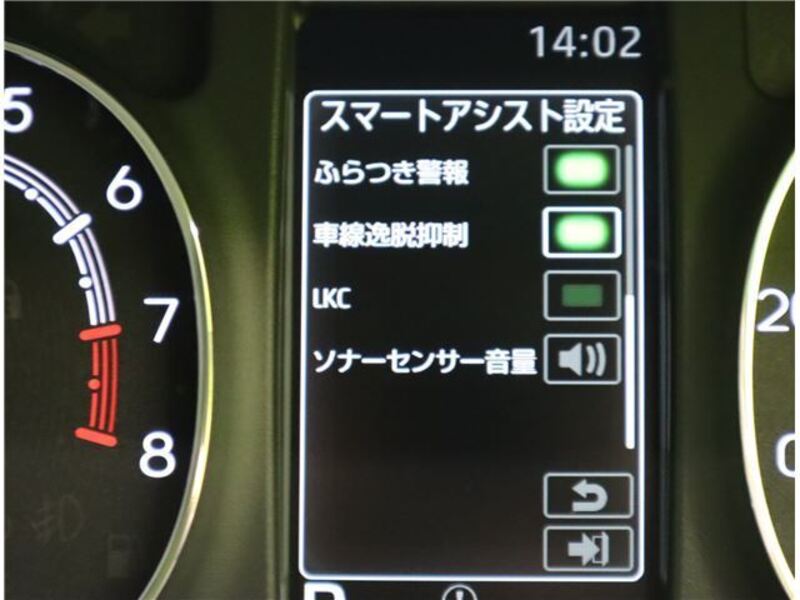 14:02
スマートアシスト設定
ふらつき警報
車線逸脱抑制
LKC
ソナーセンサー音量
5
6
7
8
20